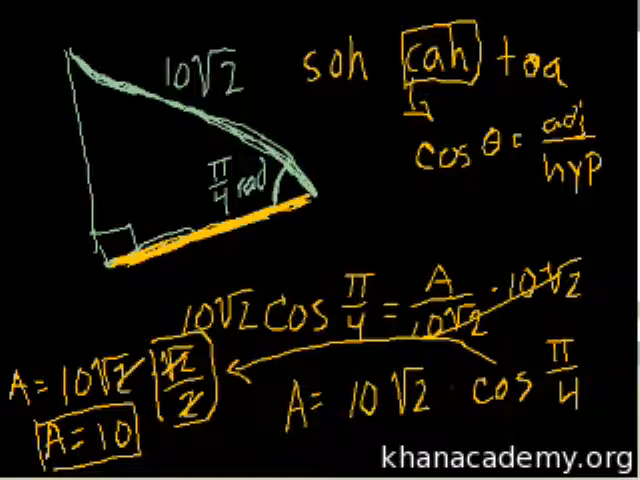 10√2
soh cah toa
cos θ = adj/hyp
π/4 rad
10√2 cos π/4 = A/10√2 · 10√2
A = 10√2 √2/2
A = 10√2 · cos π/4
A = 10
khanacademy.org